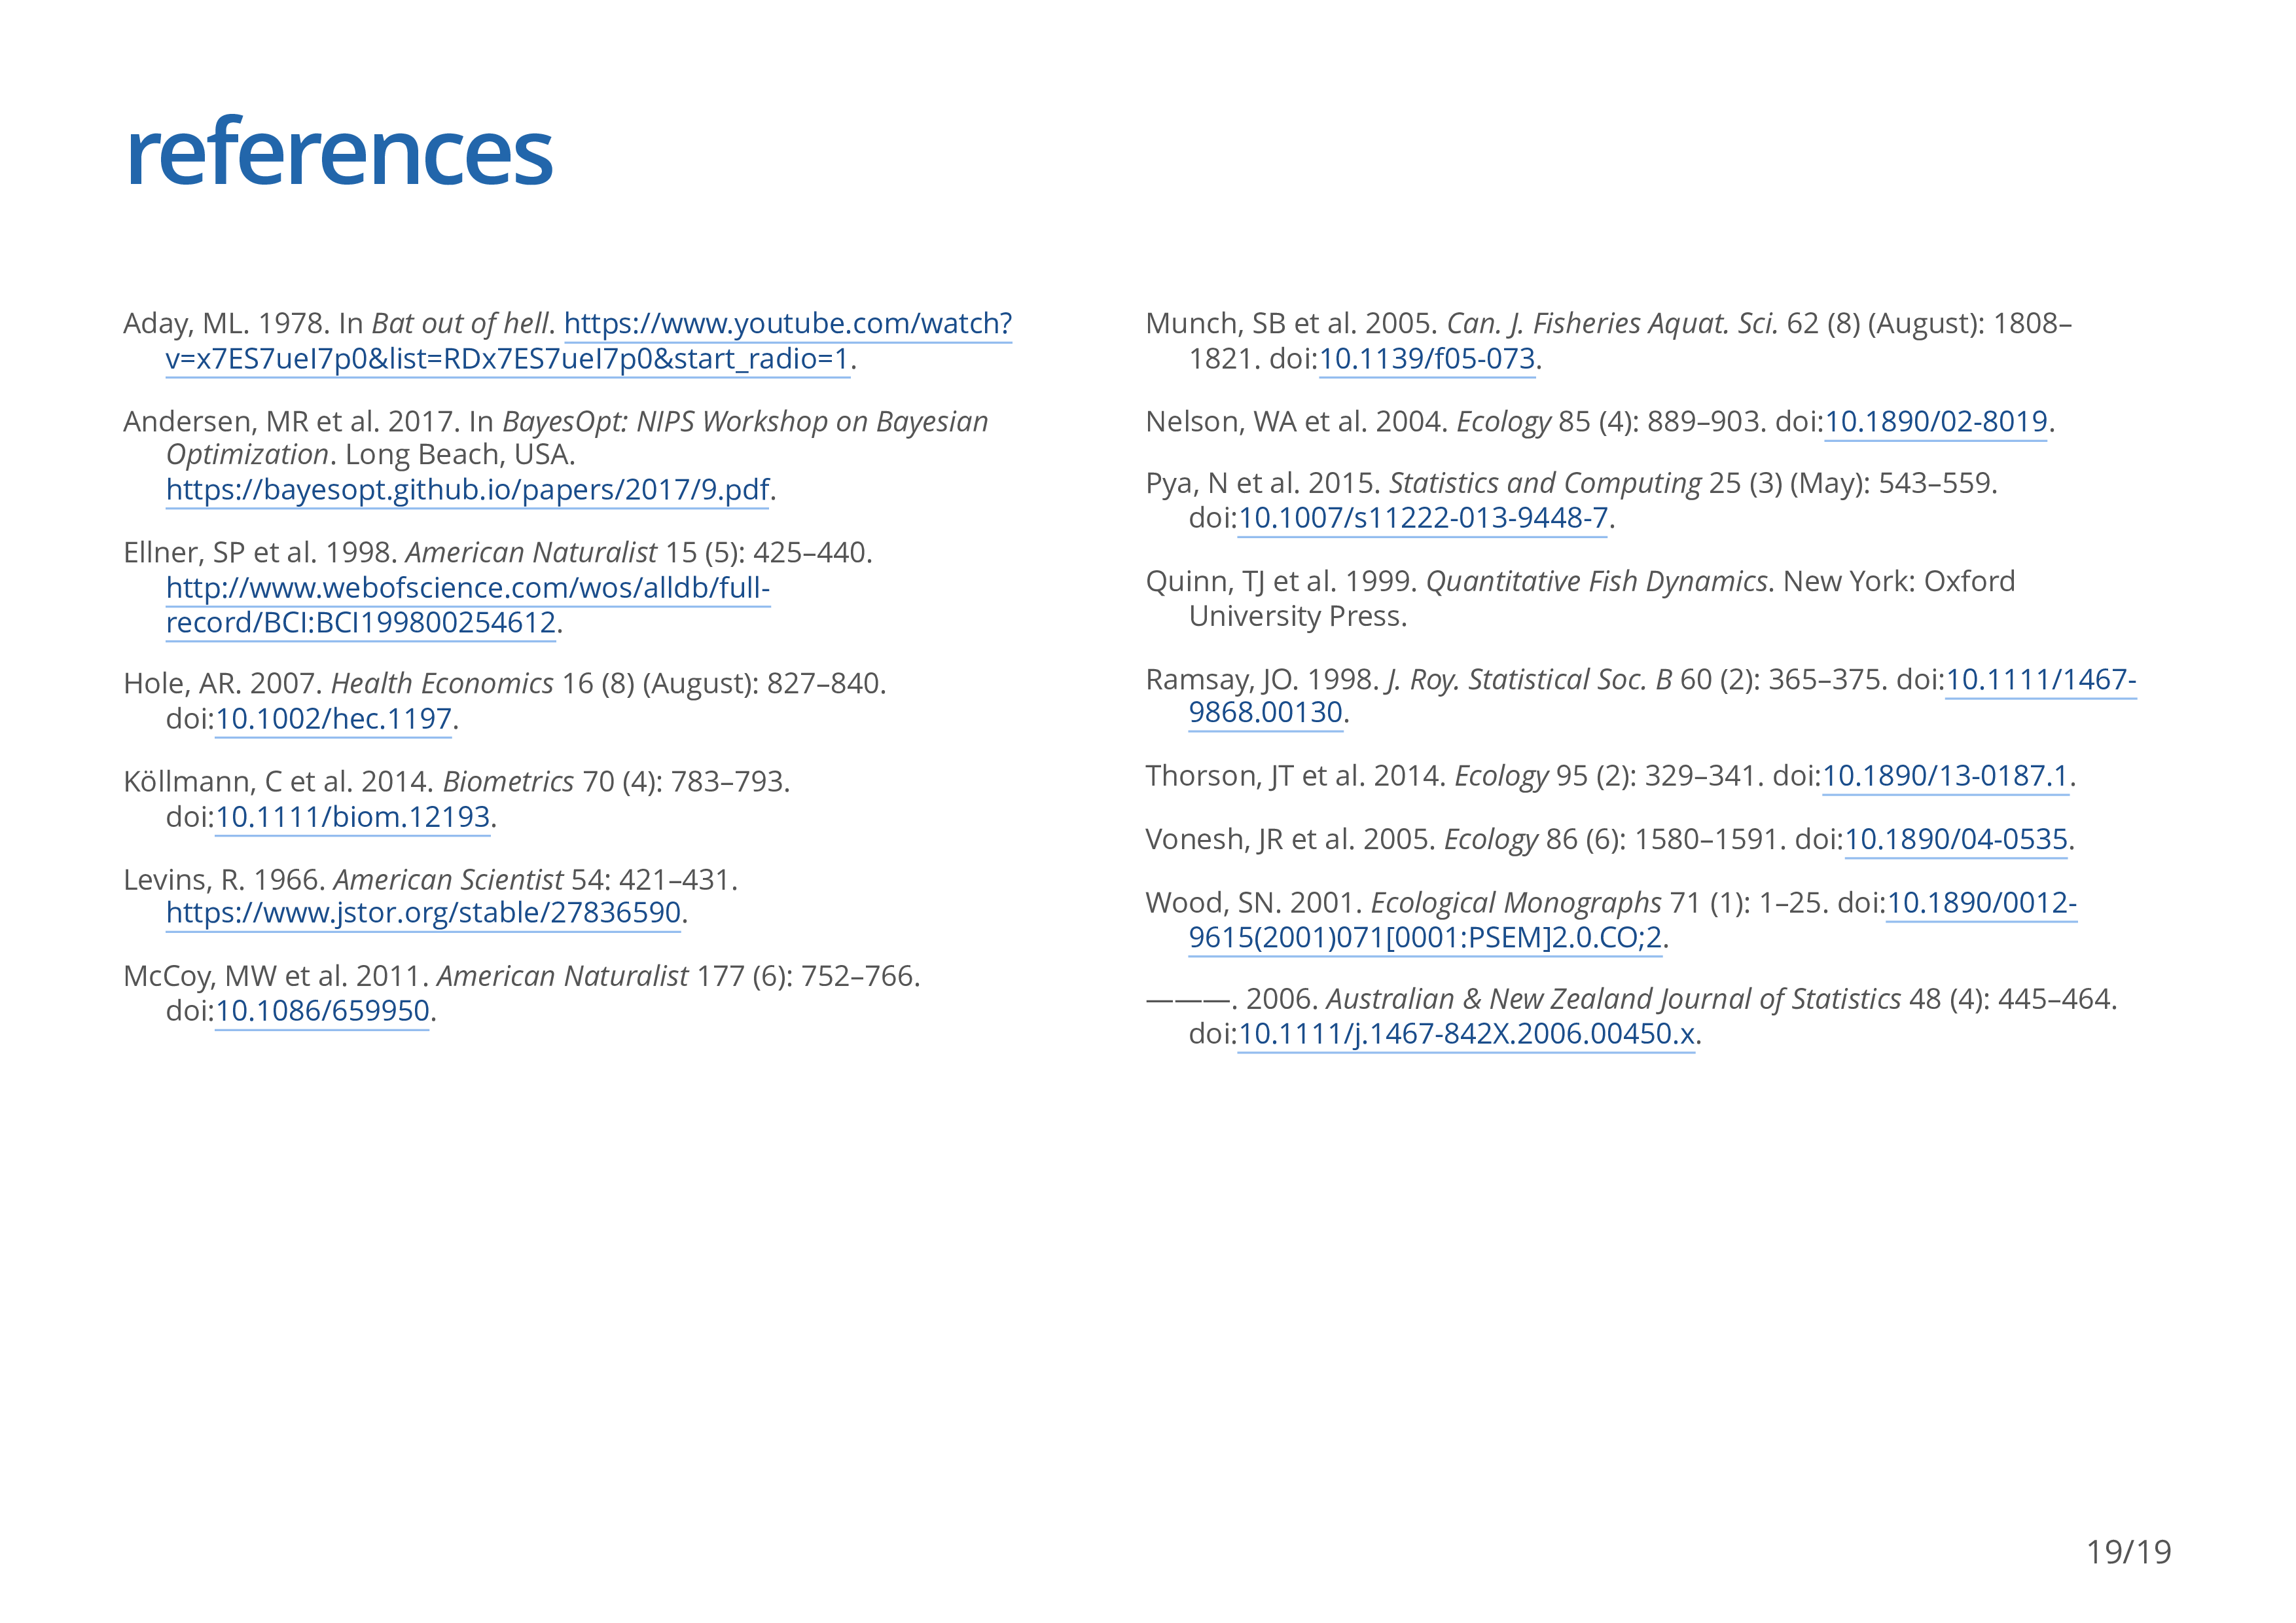 references
Aday, ML. 1978. In Bat out of hell. https://www.youtube.com/watch?
v=x7ES7ueI7p0&list=RDx7ES7ueI7p0&start_radio=1.
Andersen, MR et al. 2017. In BayesOpt: NIPS Workshop on Bayesian
Optimization. Long Beach, USA.
https://bayesopt.github.io/papers/2017/9.pdf.
Ellner, SP et al. 1998. American Naturalist 15 (5): 425–440.
http://www.webofscience.com/wos/alldb/full-
record/BCI:BCI199800254612.
Hole, AR. 2007. Health Economics 16 (8) (August): 827–840.
doi:10.1002/hec.1197.
Köllmann, C et al. 2014. Biometrics 70 (4): 783–793.
doi:10.1111/biom.12193.
Levins, R. 1966. American Scientist 54: 421–431.
https://www.jstor.org/stable/27836590.
McCoy, MW et al. 2011. American Naturalist 177 (6): 752–766.
doi:10.1086/659950.
Munch, SB et al. 2005. Can. J. Fisheries Aquat. Sci. 62 (8) (August): 1808–
1821. doi:10.1139/f05-073.
Nelson, WA et al. 2004. Ecology 85 (4): 889–903. doi:10.1890/02-8019.
Pya, N et al. 2015. Statistics and Computing 25 (3) (May): 543–559.
doi:10.1007/s11222-013-9448-7.
Quinn, TJ et al. 1999. Quantitative Fish Dynamics. New York: Oxford
University Press.
Ramsay, JO. 1998. J. Roy. Statistical Soc. B 60 (2): 365–375. doi:10.1111/1467-
9868.00130.
Thorson, JT et al. 2014. Ecology 95 (2): 329–341. doi:10.1890/13-0187.1.
Vonesh, JR et al. 2005. Ecology 86 (6): 1580–1591. doi:10.1890/04-0535.
Wood, SN. 2001. Ecological Monographs 71 (1): 1–25. doi:10.1890/0012-
9615(2001)071[0001:PSEM]2.0.CO;2.
———. 2006. Australian & New Zealand Journal of Statistics 48 (4): 445–464.
doi:10.1111/j.1467-842X.2006.00450.x.
19/19